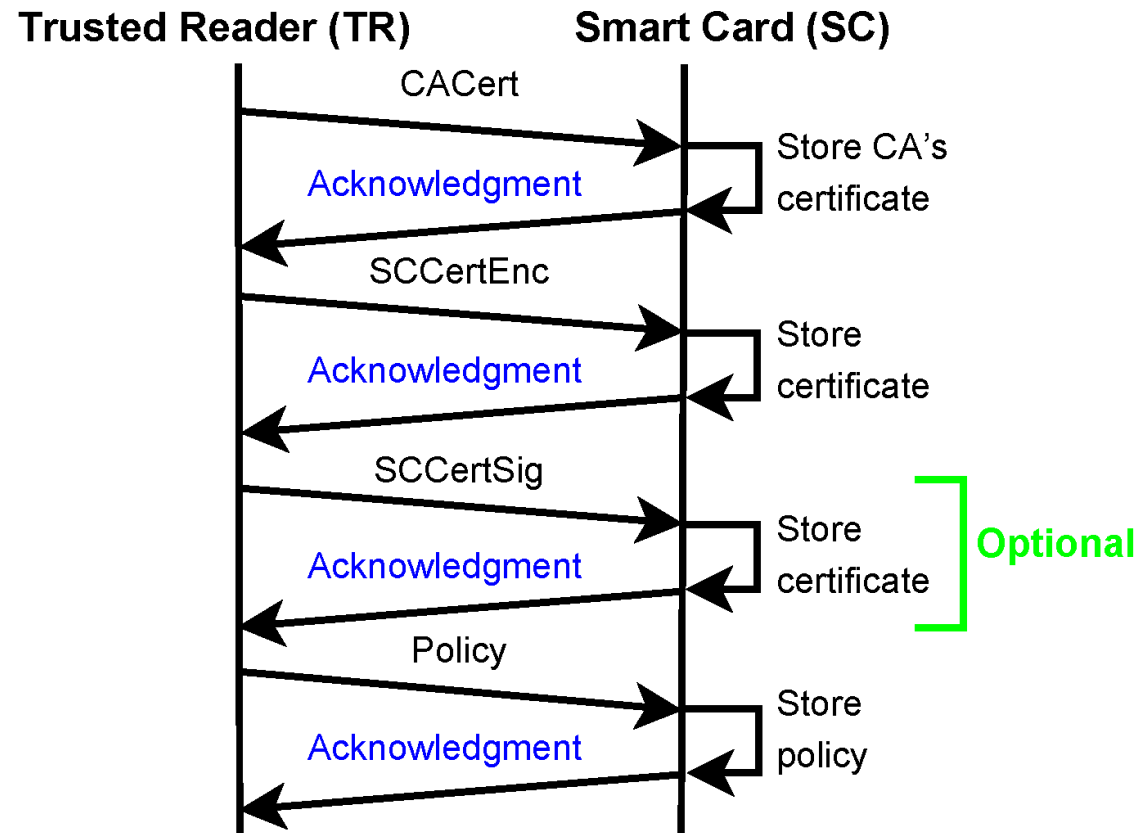 Trusted Reader (TR)
Smart Card (SC)
CACert
Store CA's
certificate
Acknowledgment
SCCertEnc
Store
certificate
Acknowledgment
SCCertSig
Store
certificate
Optional
Acknowledgment
Policy
Store
policy
Acknowledgment